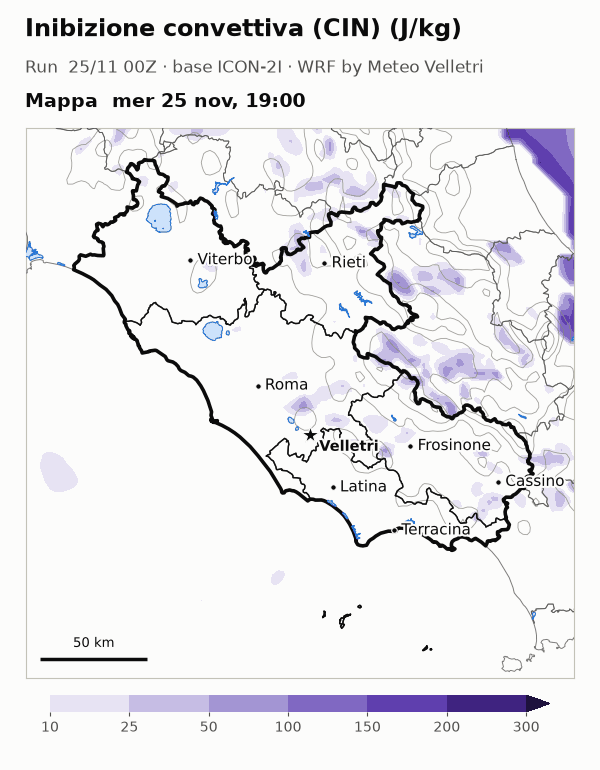 Inibizione convettiva (CIN) (J/kg)
Run  25/11 00Z · base ICON-2I · WRF by Meteo Velletri
Mappa  mer 25 nov, 19:00
Viterbo
Rieti
Roma
Velletri
Frosinone
Cassino
Latina
Terracina
50 km
10 25 50 100 150 200 300